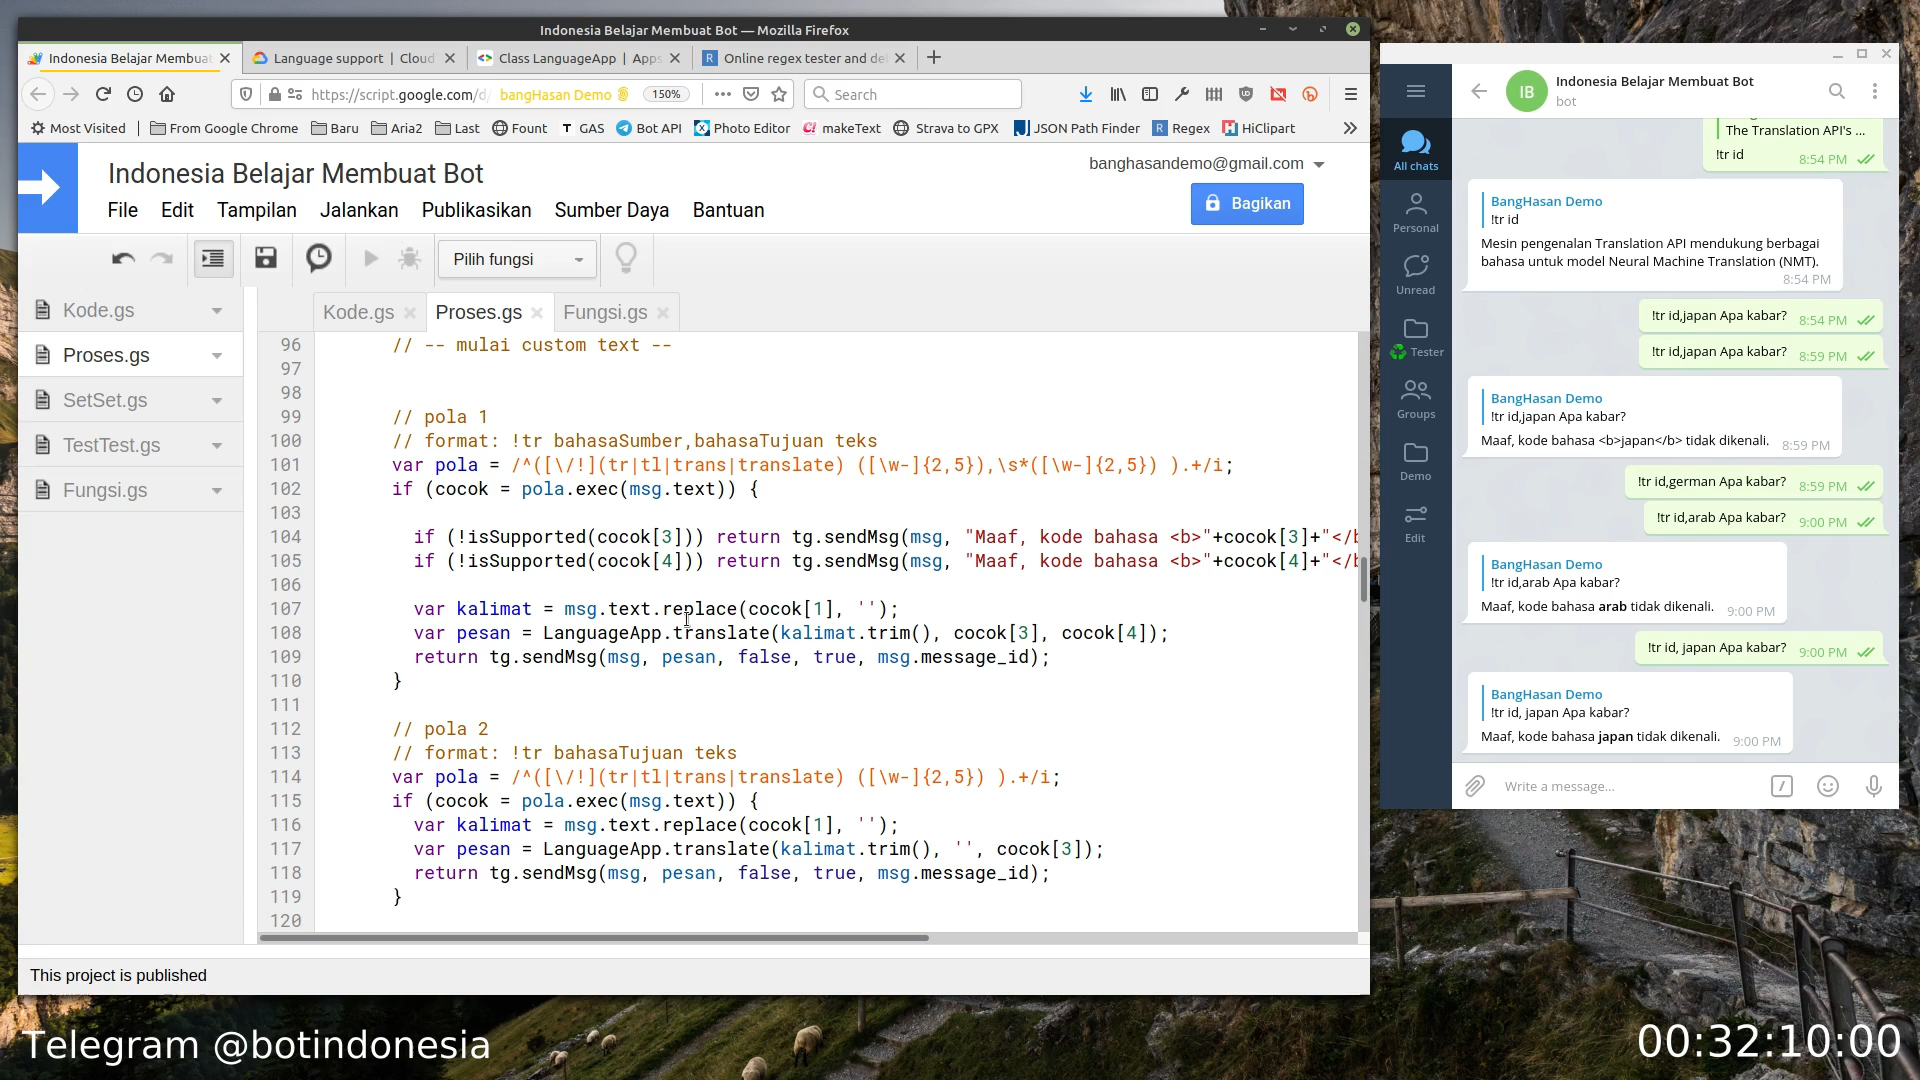 Indonesia Belajar Membuat Bot — Mozilla Firefox
Indonesia Belajar Membuat
Language support | Cloud
Class LanguageApp | Apps
Online regex tester and de
https://script.google.com/d/
bangHasan Demo
150%
Search
Most Visited
From Google Chrome
Baru
Aria2
Last
Fount
GAS
Bot API
Photo Editor
makeText
Strava to GPX
JSON Path Finder
Regex
HiClipart
Indonesia Belajar Membuat Bot
banghasandemo@gmail.com
File Edit Tampilan Jalankan Publikasikan Sumber Daya Bantuan
Bagikan
Pilih fungsi
Kode.gs
Proses.gs
SetSet.gs
TestTest.gs
Fungsi.gs
Kode.gs
Proses.gs
Fungsi.gs
96 // -- mulai custom text --
97
98
99 // pola 1
100 // format: !tr bahasaSumber,bahasaTujuan teks
101 var pola = /^([\/!](tr|tl|trans|translate) ([\w-]{2,5}),\s*([\w-]{2,5}) ).+/i;
102 if (cocok = pola.exec(msg.text)) {
103
104 if (!isSupported(cocok[3])) return tg.sendMsg(msg, "Maaf, kode bahasa <b>"+cocok[3]+"</b
105 if (!isSupported(cocok[4])) return tg.sendMsg(msg, "Maaf, kode bahasa <b>"+cocok[4]+"</b
106
107 var kalimat = msg.text.replace(cocok[1], '');
108 var pesan = LanguageApp.translate(kalimat.trim(), cocok[3], cocok[4]);
109 return tg.sendMsg(msg, pesan, false, true, msg.message_id);
110 }
111
112 // pola 2
113 // format: !tr bahasaTujuan teks
114 var pola = /^([\/!](tr|tl|trans|translate) ([\w-]{2,5}) ).+/i;
115 if (cocok = pola.exec(msg.text)) {
116 var kalimat = msg.text.replace(cocok[1], '');
117 var pesan = LanguageApp.translate(kalimat.trim(), '', cocok[3]);
118 return tg.sendMsg(msg, pesan, false, true, msg.message_id);
119 }
120
This project is published
All chats
Personal
Unread
Tester
Groups
Demo
Edit
IB
Indonesia Belajar Membuat Bot
bot
The Translation API's ...
!tr id
8:54 PM
BangHasan Demo
!tr id
Mesin pengenalan Translation API mendukung berbagai
bahasa untuk model Neural Machine Translation (NMT).
8:54 PM
!tr id,japan Apa kabar? 8:54 PM
!tr id,japan Apa kabar? 8:59 PM
BangHasan Demo
!tr id,japan Apa kabar?
Maaf, kode bahasa <b>japan</b> tidak dikenali. 8:59 PM
!tr id,german Apa kabar? 8:59 PM
!tr id,arab Apa kabar? 9:00 PM
BangHasan Demo
!tr id,arab Apa kabar?
Maaf, kode bahasa arab tidak dikenali. 9:00 PM
!tr id, japan Apa kabar? 9:00 PM
BangHasan Demo
!tr id, japan Apa kabar?
Maaf, kode bahasa japan tidak dikenali. 9:00 PM
Write a message...
Telegram @botindonesia
00:32:10:00